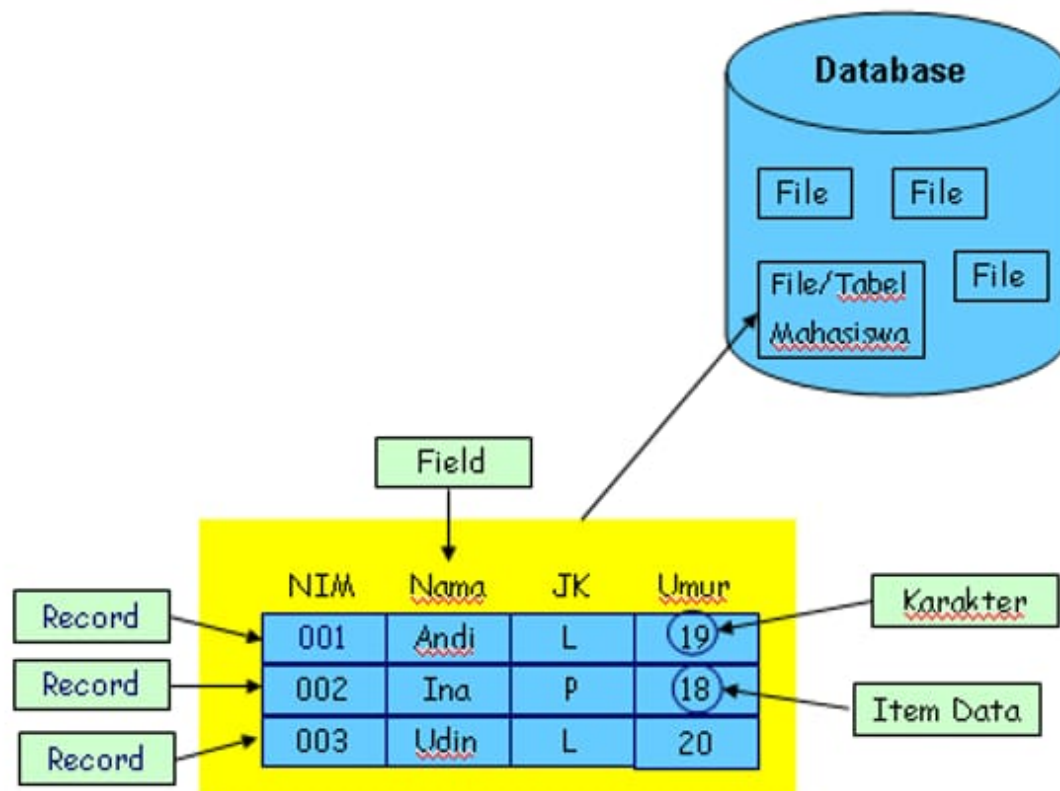 Database
File
File
File/Tabel
Mahasiswa
File
Field
NIM Nama JK Umur
Record
001 Andi L 19
Karakter
Record
002 Ina P 18
Item Data
Record
003 Udin L 20